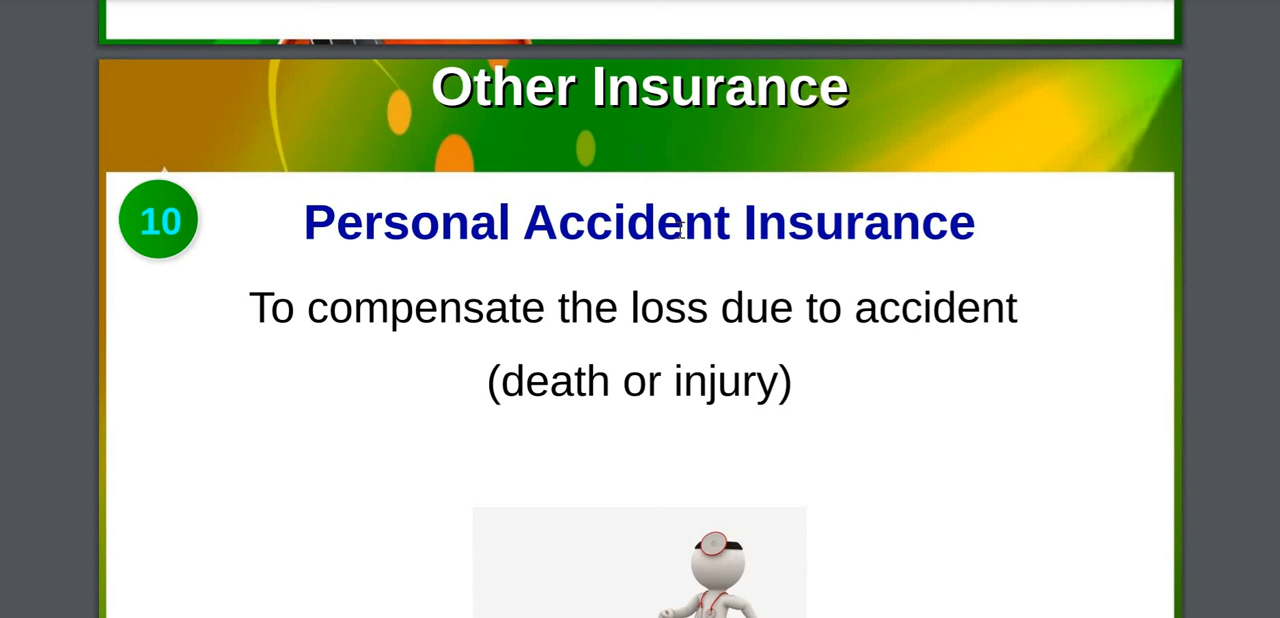 Other Insurance
10
Personal Accident Insurance
To compensate the loss due to accident
(death or injury)